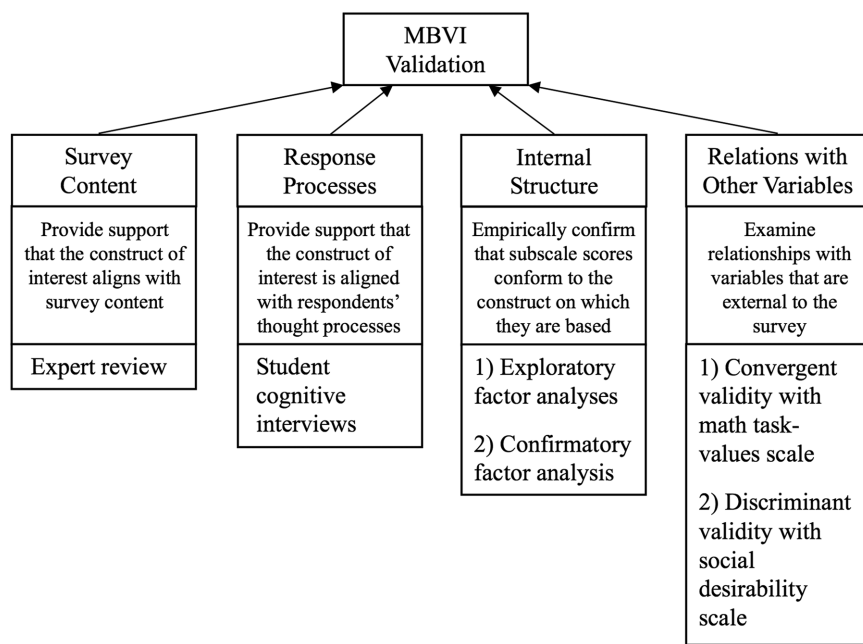 MBVI
Validation
Survey
Content
Provide support
that the construct of
interest aligns with
survey content
Expert review
Response
Processes
Provide support that
the construct of
interest is aligned
with respondents’
thought processes
Student
cognitive
interviews
Internal
Structure
Empirically confirm
that subscale scores
conform to the
construct on which
they are based
1) Exploratory
factor analyses
2) Confirmatory
factor analysis
Relations with
Other Variables
Examine
relationships with
variables that are
external to the
survey
1) Convergent
validity with
math task-
values scale
2) Discriminant
validity with
social
desirability
scale